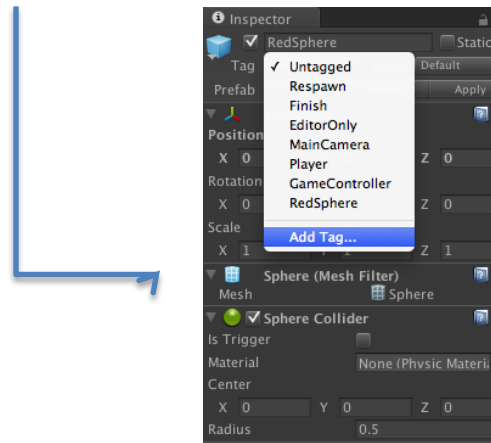 Inspector
RedSphere Static
Tag Default
✓ Untagged
Respawn
Finish
EditorOnly
MainCamera
Player
GameController
RedSphere
Add Tag...
Prefab Apply
Position
X 0 Z 0
Rotation
X 0 Z 0
Scale
X 1 Y 1 Z 1
Sphere (Mesh Filter)
Mesh Sphere
Sphere Collider
Is Trigger
Material None (Physic Materia
Center
X 0 Y 0 Z 0
Radius 0.5